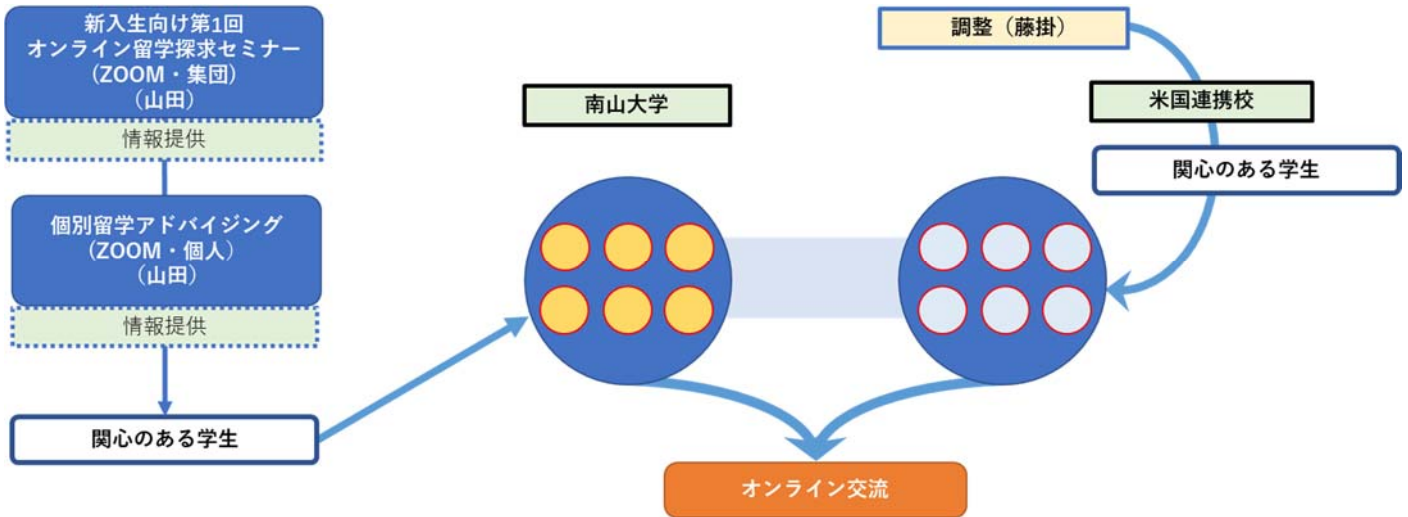 新入生向け第1回
オンライン留学探求セミナー
(ZOOM・集団)
(山田)
情報提供
個別留学アドバイジング
(ZOOM・個人)
(山田)
情報提供
関心のある学生
南山大学
調整（藤掛）
米国連携校
関心のある学生
オンライン交流